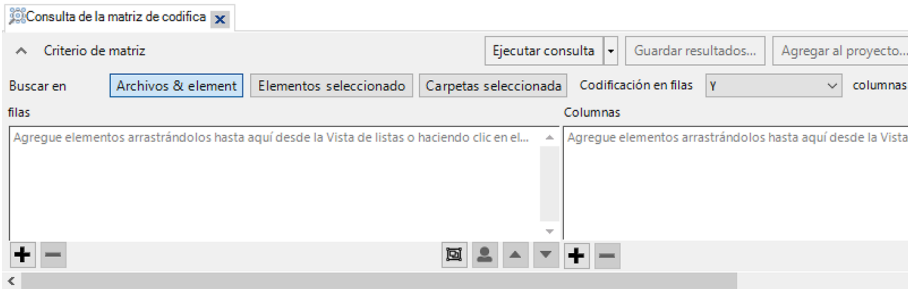 Consulta de la matriz de codifica
Criterio de matriz
Ejecutar consulta
Guardar resultados...
Agregar al proyecto...
Buscar en
Archivos & element
Elementos seleccionado
Carpetas seleccionada
Codificación en filas
Y
columnas
filas
Columnas
Agregue elementos arrastrándolos hasta aquí desde la Vista de listas o haciendo clic en el...
Agregue elementos arrastrándolos hasta aquí desde la Vista